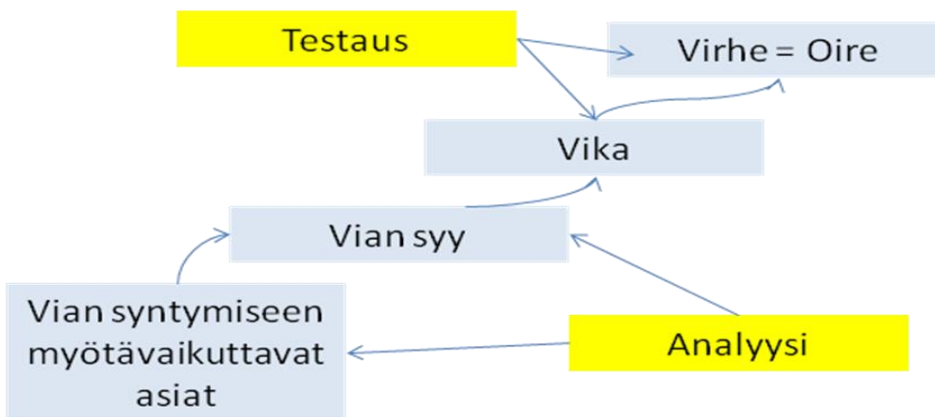 Testaus
Virhe = Oire
Vika
Vian syy
Vian syntymiseen
myötävaikuttavat
asiat
Analyysi